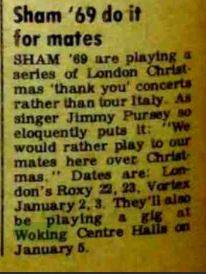 Sham '69 do it
for mates
SHAM '69 are playing a
series of London Christ-
mas 'thank you' concerts
rather than tour Italy. As
singer Jimmy Pursey so
eloquently puts it: "We
would rather play to our
mates here over Christ-
mas." Dates are: Lon-
don's Roxy 22, 23, Vortex
January 2, 3. They'll also
be playing a gig at
Woking Centre Halls on
January 5.